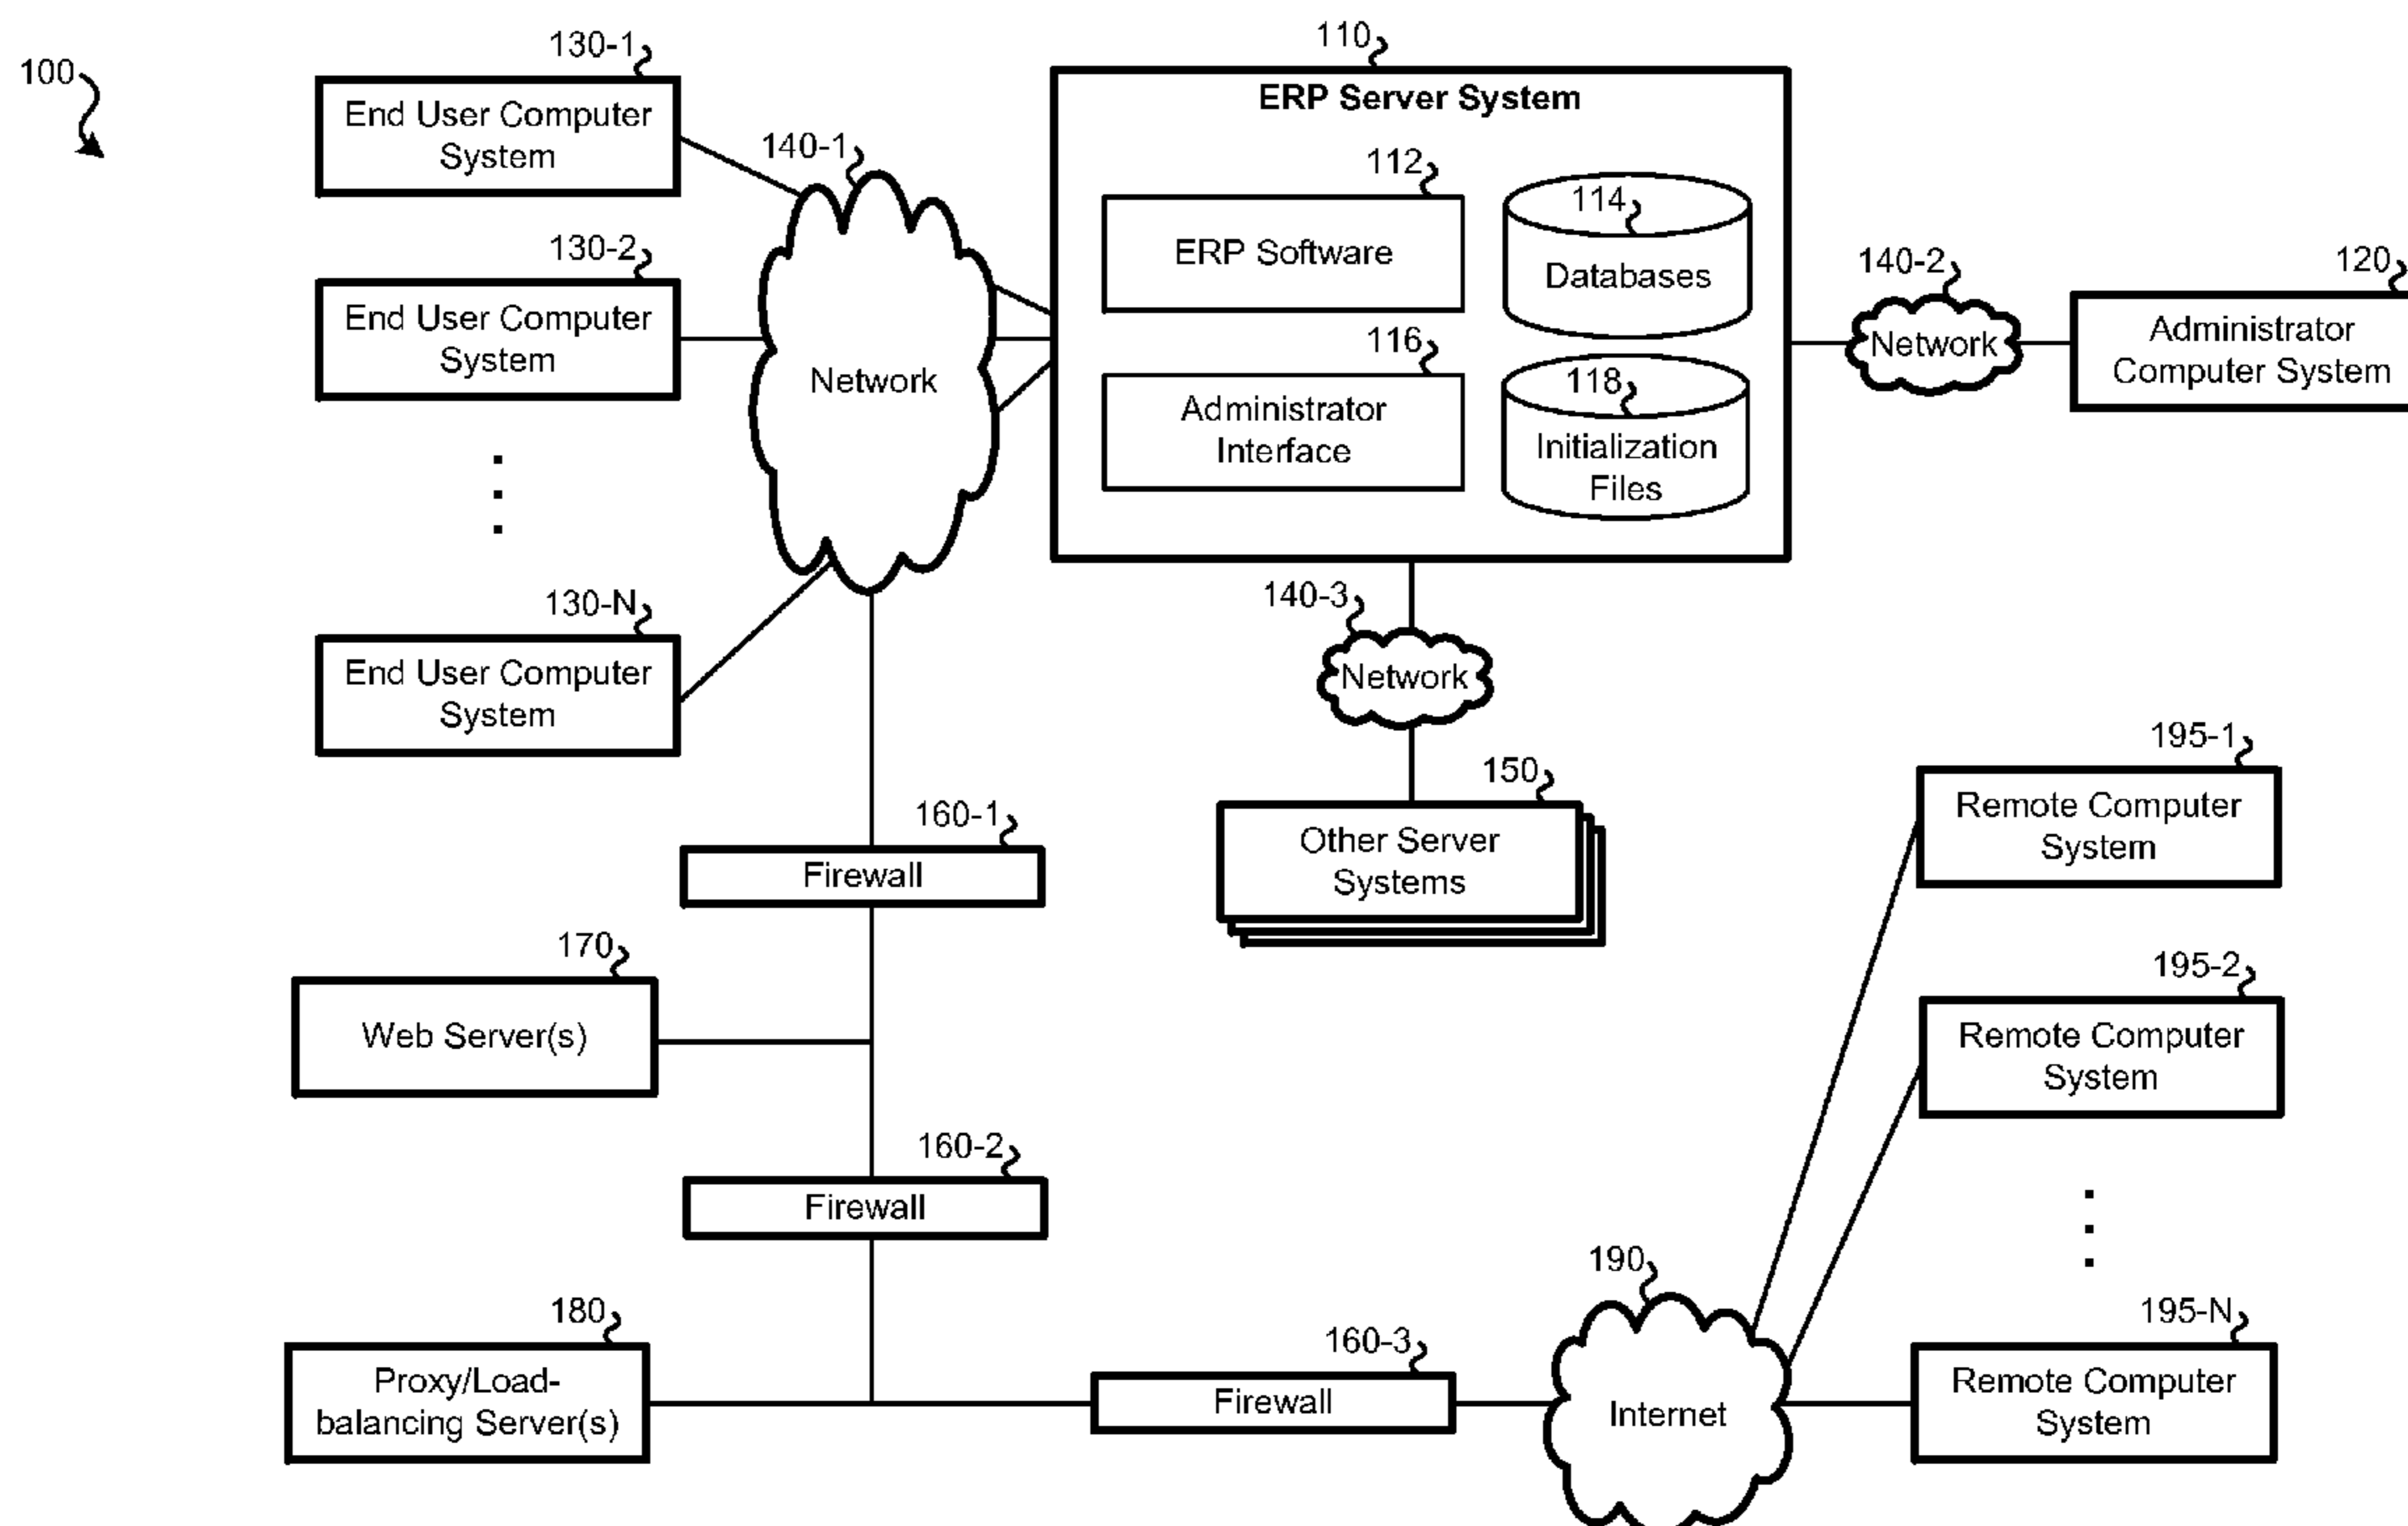 100
130-1
End User Computer
System
130-2
End User Computer
System
130-N
End User Computer
System
140-1
Network
110
ERP Server System
112
ERP Software
114
Databases
116
Administrator
Interface
118
Initialization
Files
140-2
Network
120
Administrator
Computer System
140-3
Network
150
Other Server
Systems
160-1
Firewall
170
Web Server(s)
160-2
Firewall
180
Proxy/Load-
balancing Server(s)
160-3
Firewall
190
Internet
195-1
Remote Computer
System
195-2
Remote Computer
System
195-N
Remote Computer
System